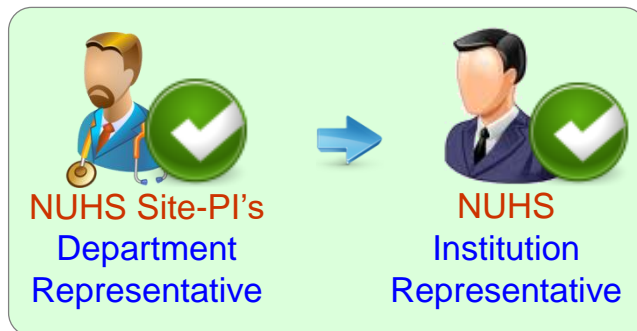 NUHS Site-PI’s
Department
Representative
NUHS
Institution
Representative